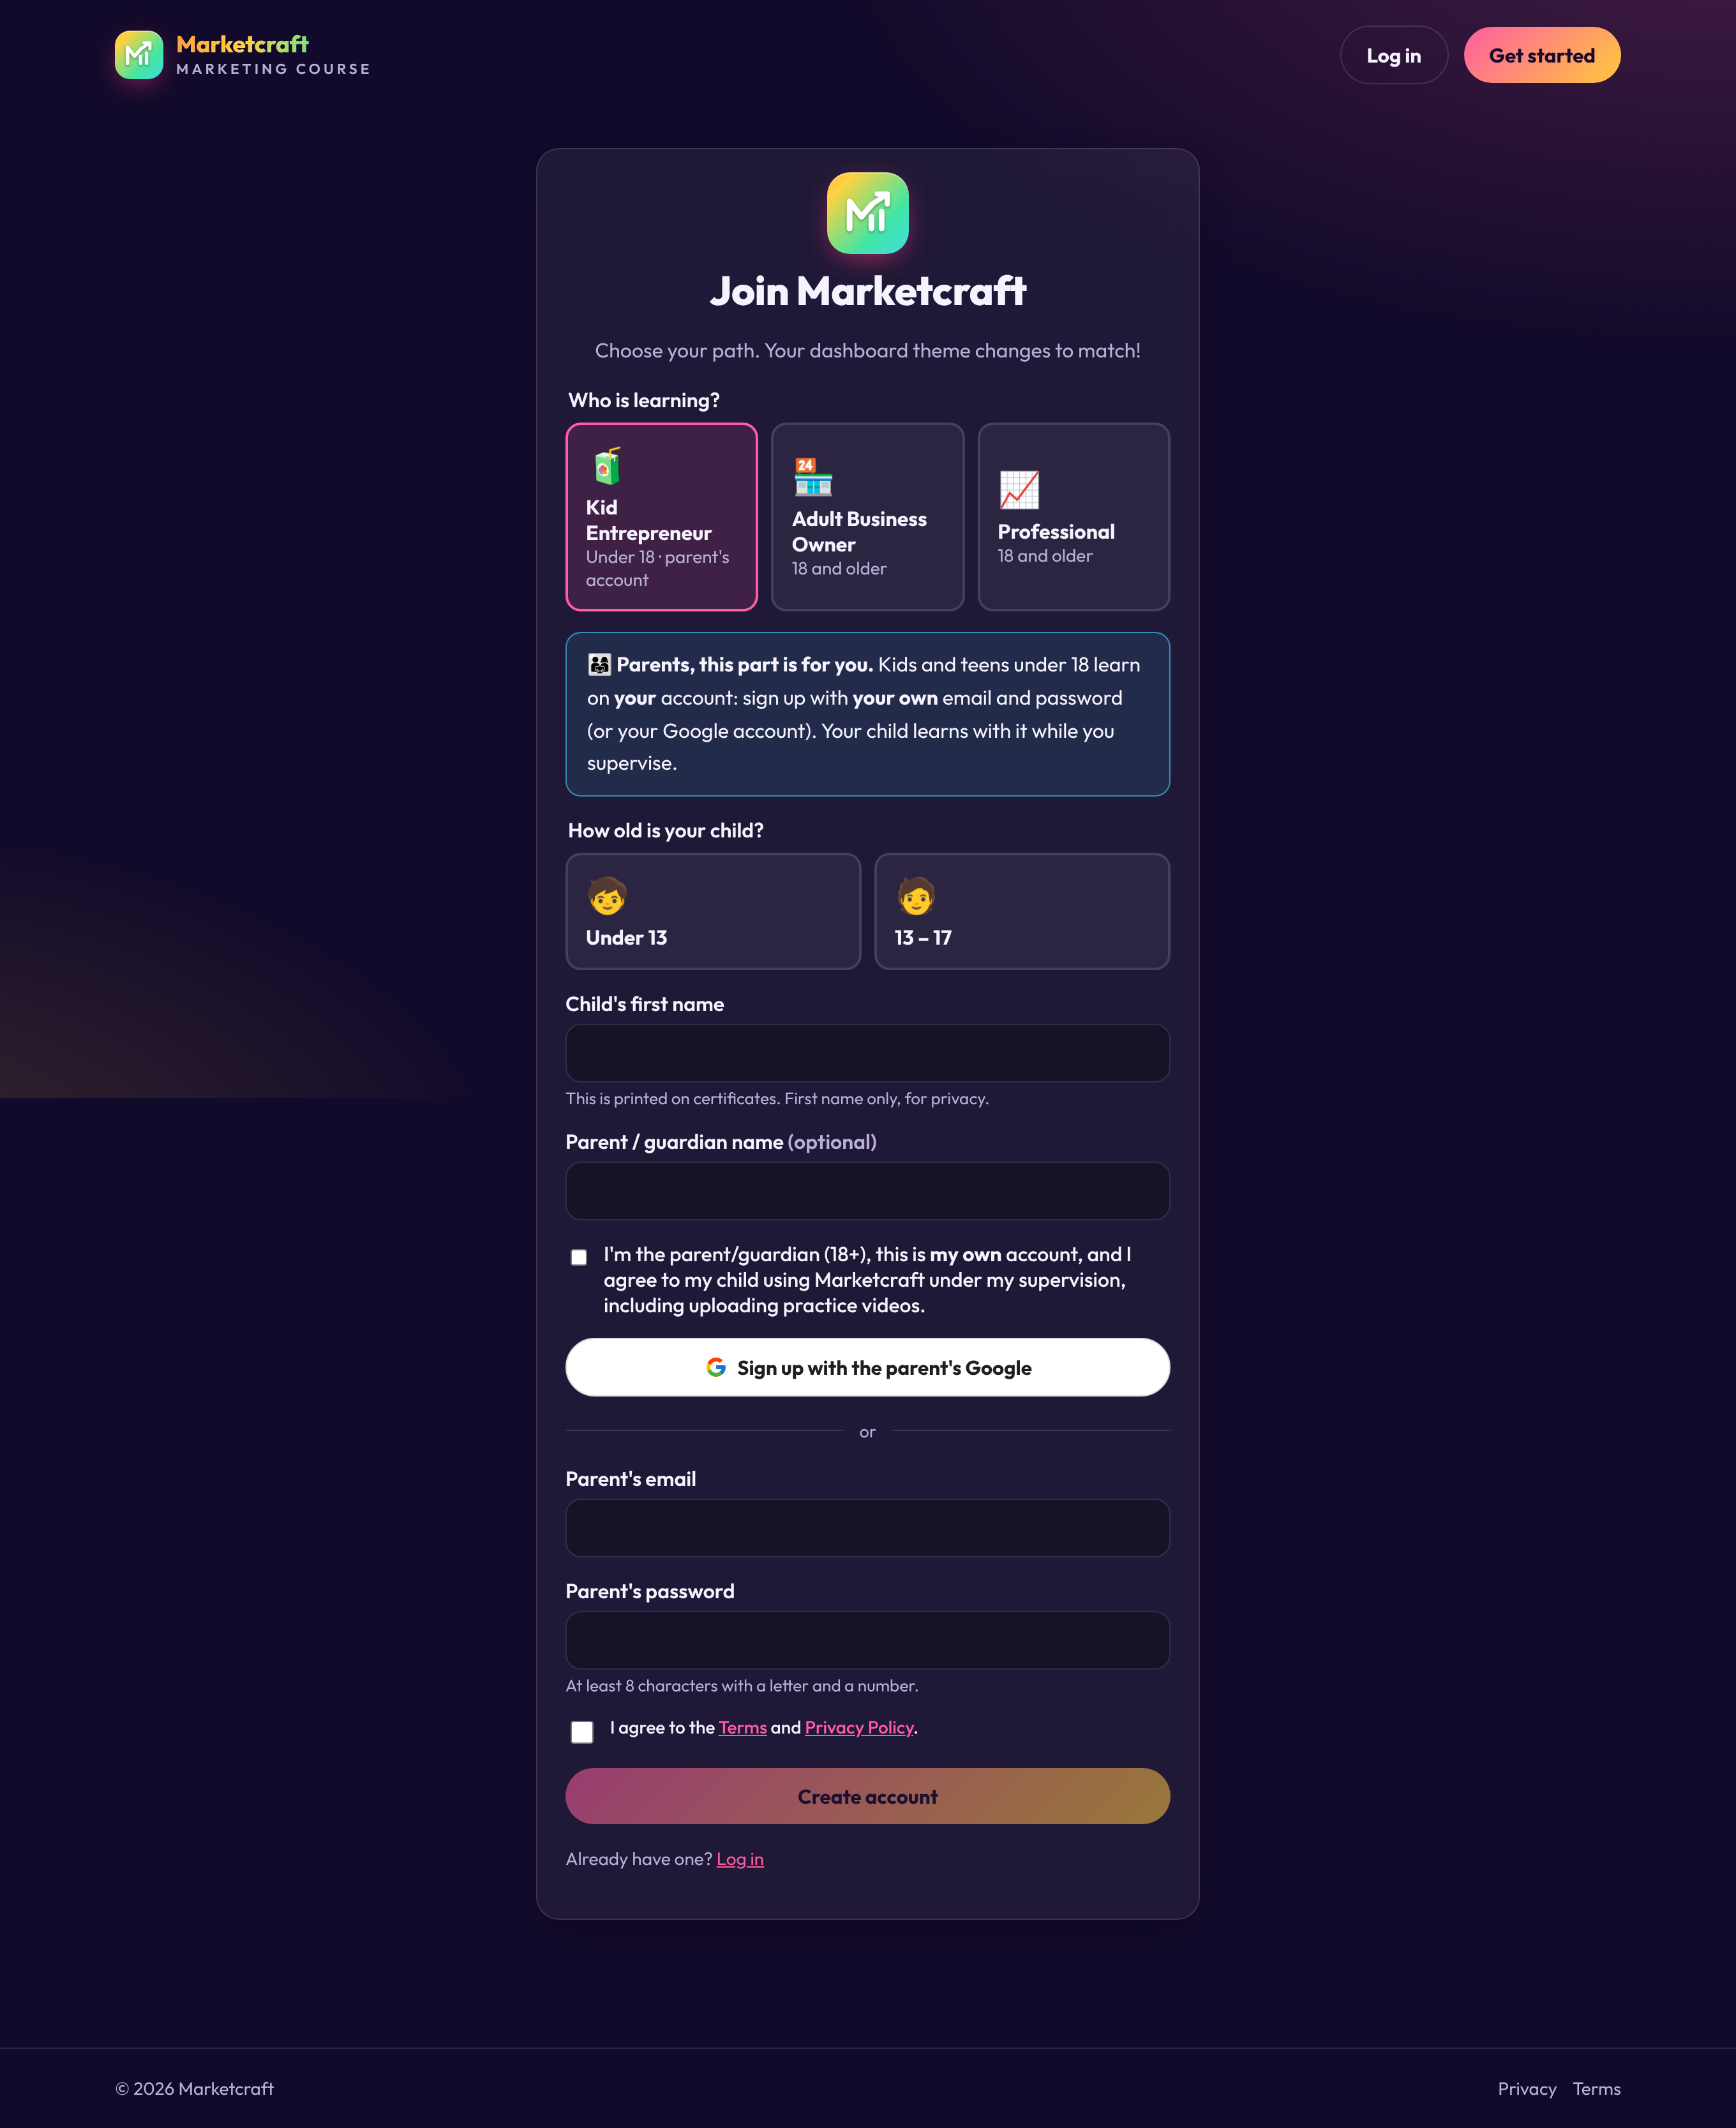 Marketcraft
MARKETING COURSE
Log in
Get started
Join Marketcraft
Choose your path. Your dashboard theme changes to match!
Who is learning?
Kid
Entrepreneur
Under 18 · parent's
account
24
Adult Business
Owner
18 and older
Professional
18 and older
Parents, this part is for you. Kids and teens under 18 learn
on your account: sign up with your own email and password
(or your Google account). Your child learns with it while you
supervise.
How old is your child?
Under 13
13 – 17
Child's first name
This is printed on certificates. First name only, for privacy.
Parent / guardian name (optional)
I'm the parent/guardian (18+), this is my own account, and I
agree to my child using Marketcraft under my supervision,
including uploading practice videos.
Sign up with the parent's Google
or
Parent's email
Parent's password
At least 8 characters with a letter and a number.
I agree to the Terms and Privacy Policy.
Create account
Already have one? Log in
© 2026 Marketcraft
Privacy Terms